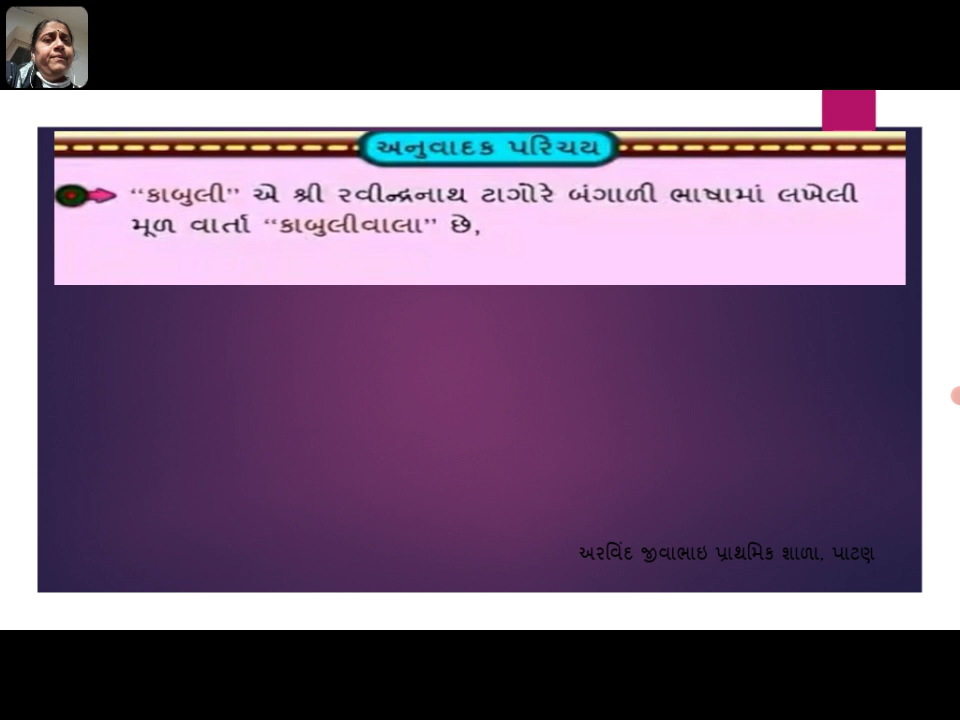 અનુવાદક પરિચય
“કાબુલી” એ શ્રી રવીન્દ્રનાથ ટાગોરે બંગાળી ભાષામાં લખેલી
મૂળ વાર્તા “કાબુલીવાલા” છે,
અરવિંદ જીવાભાઇ પ્રાથમિક શાળા, પાટણ